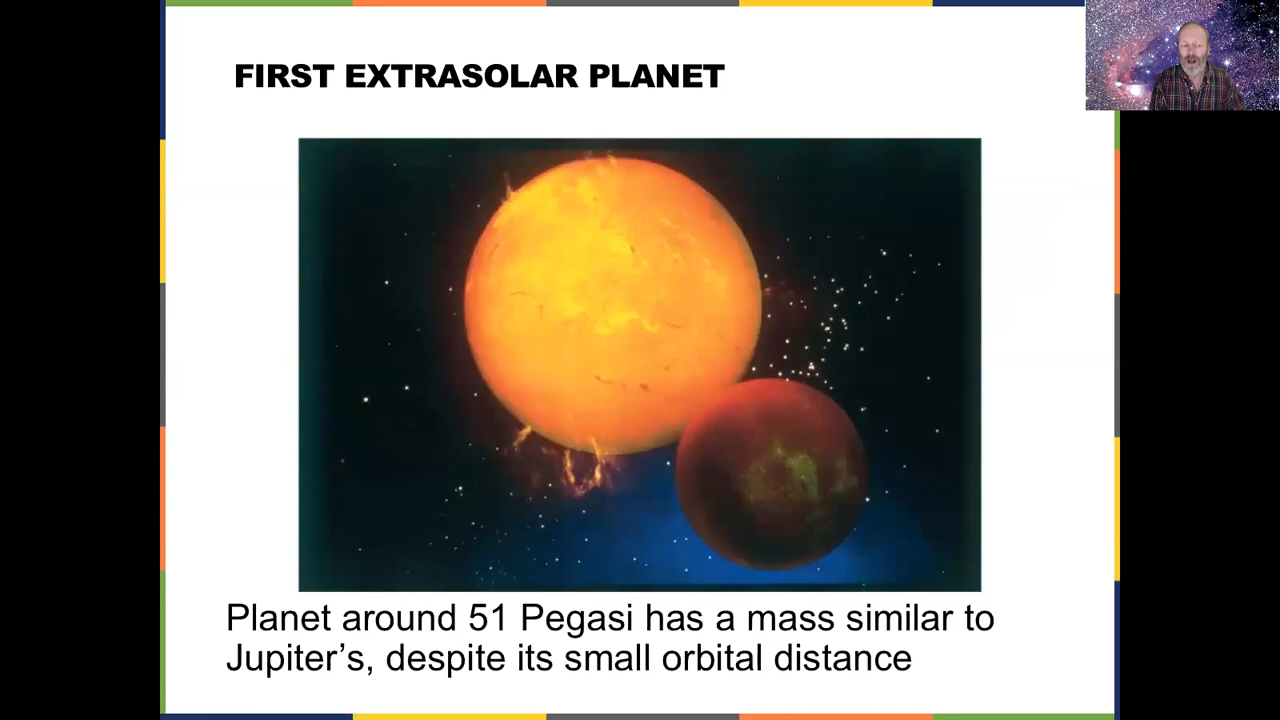 FIRST EXTRASOLAR PLANET
Planet around 51 Pegasi has a mass similar to
Jupiter’s, despite its small orbital distance